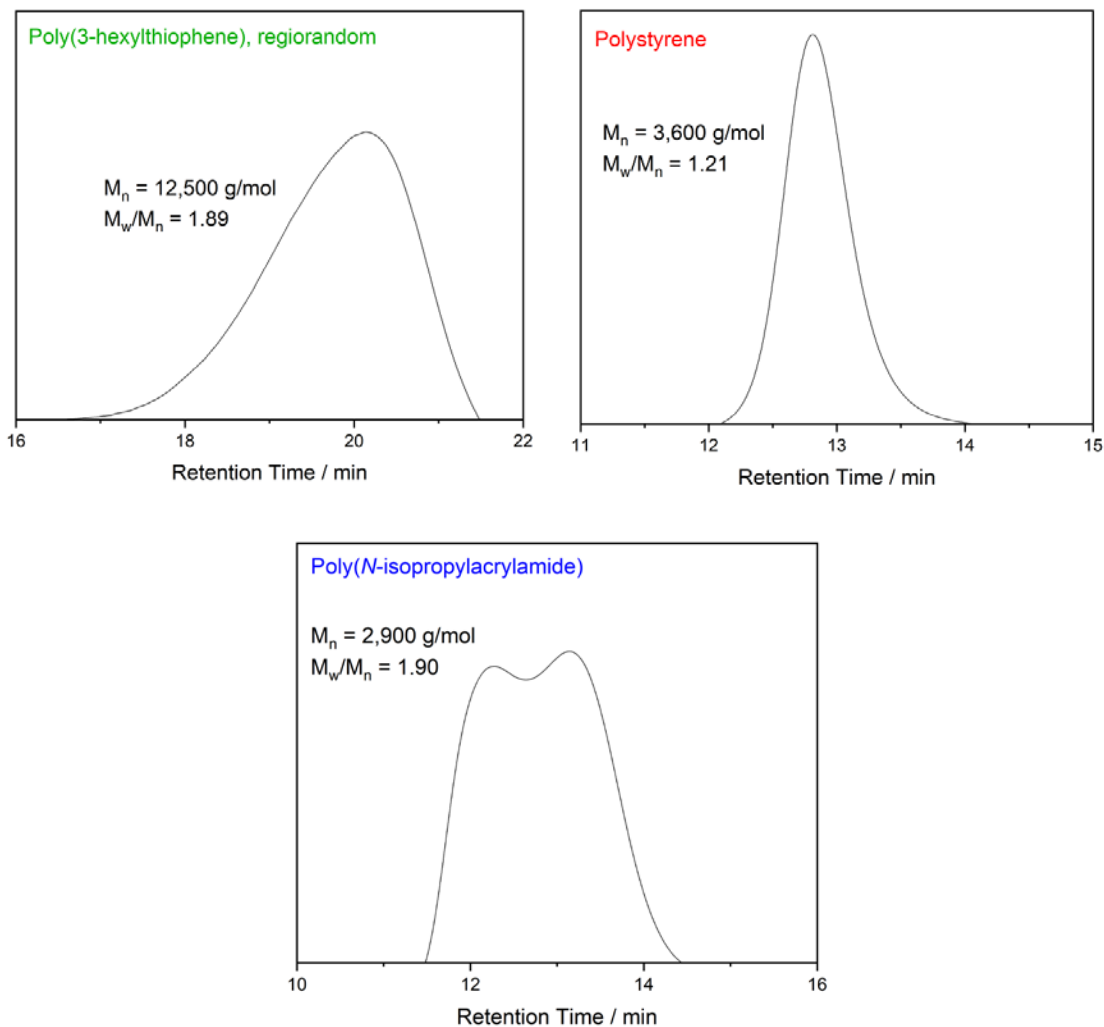 Poly(3-hexylthiophene), regiorandom
Mn = 12,500 g/mol
Mw/Mn = 1.89
16
18
20
22
Retention Time / min
Polystyrene
Mn = 3,600 g/mol
Mw/Mn = 1.21
11
12
13
14
15
Retention Time / min
Poly(N-isopropylacrylamide)
Mn = 2,900 g/mol
Mw/Mn = 1.90
10
12
14
16
Retention Time / min